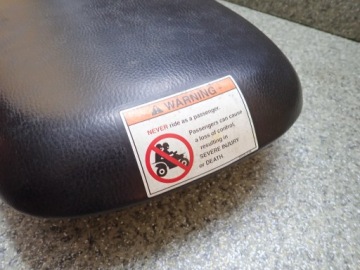 WARNING
NEVER ride as a passenger.
Passengers can cause
a loss of control,
resulting in
SEVERE INJURY
or DEATH.